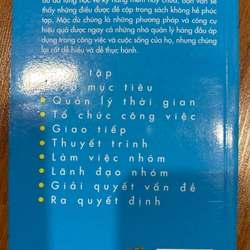 thấy những điều được đề cập trong sách không hề phức
tạp. Mặc dù chúng là những phương pháp và công cụ
hiệu quả được ngay cả những nhà quản lý hàng đầu áp
dụng trong công việc và cuộc sống của họ, nhưng chúng
lại rất dễ hiểu và dễ thực hành.
tập
mục tiêu
Quản lý thời gian
Tổ chức công việc
Giao tiếp
Thuyết trình
Làm việc nhóm
Lãnh đạo nhóm
Giải quyết vấn đề
Ra quyết định